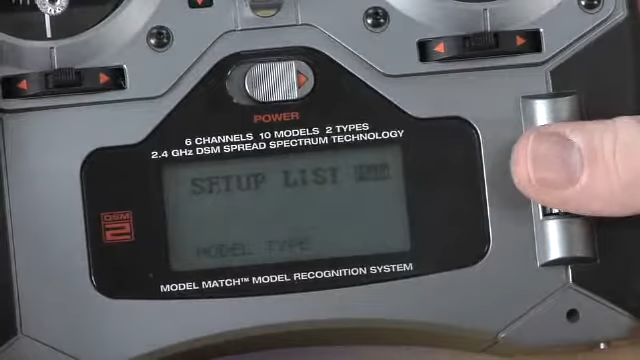 POWER
6 CHANNELS 10 MODELS 2 TYPES
2.4 GHz DSM SPREAD SPECTRUM TECHNOLOGY
SETUP LIST
DSM
2
MODEL TYPE
MODEL MATCH™ MODEL RECOGNITION SYSTEM